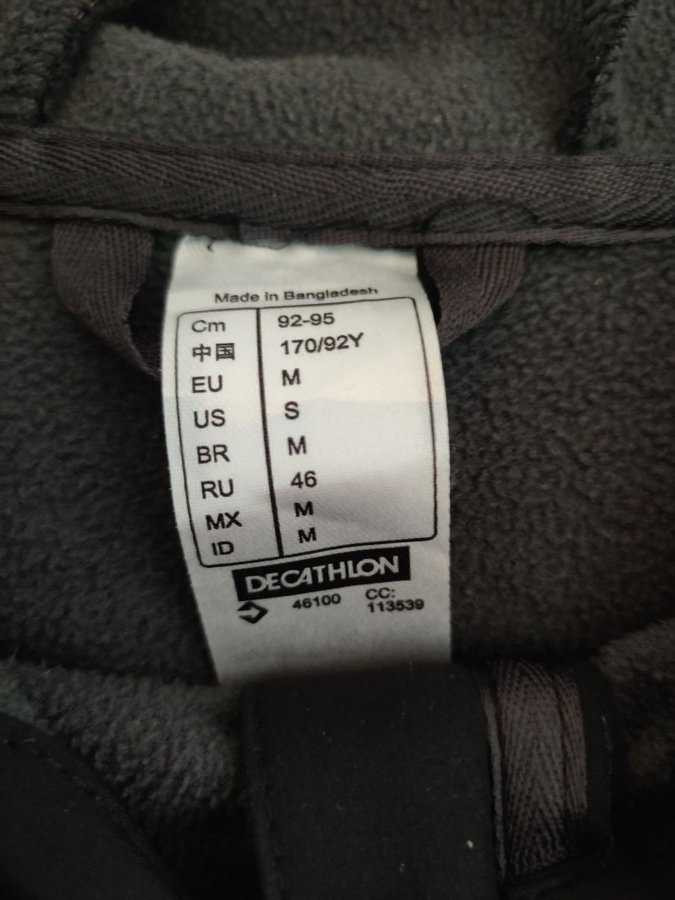 Made in Bangladesh
Cm 92-95
中国 170/92Y
EU M
US S
BR M
RU 46
MX M
ID M
DECATHLON
46100 CC:
113539